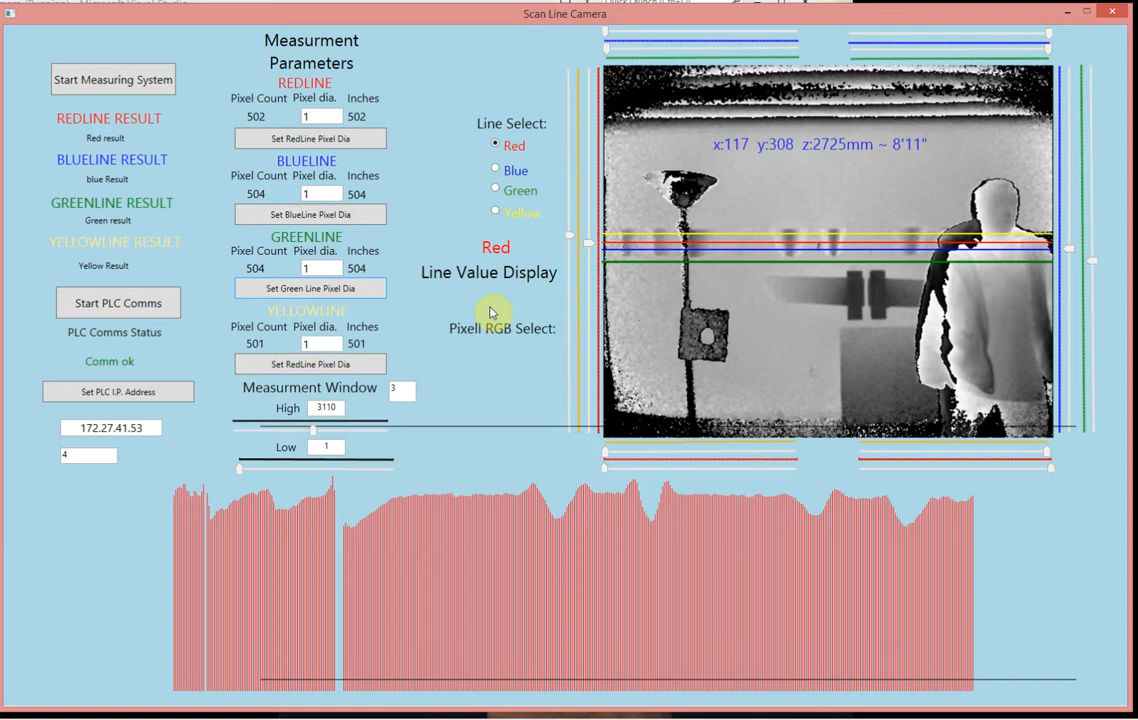 Scan Line Camera
Start Measuring System
REDLINE RESULT
Red result
BLUELINE RESULT
blue Result
GREENLINE RESULT
Green result
YELLOWLINE RESULT
Yellow Result
Start PLC Comms
PLC Comms Status
Comm ok
Set PLC I.P. Address
172.27.41.53
4
Measurment
Parameters
REDLINE
Pixel Count Pixel dia. Inches
502 1 502
Set RedLine Pixel Dia
BLUELINE
Pixel Count Pixel dia. Inches
504 1 504
Set BlueLine Pixel Dia
GREENLINE
Pixel Count Pixel dia. Inches
504 1 504
Set Green Line Pixel Dia
YELLOWLINE
Pixel Count Pixel dia. Inches
501 1 501
Set RedLine Pixel Dia
Measurment Window 3
High 3110
Low 1
Line Select:
Red
Blue
Green
Yellow
Red
Line Value Display
Pixell RGB Select:
x:117 y:308 z:2725mm ~ 8'11"